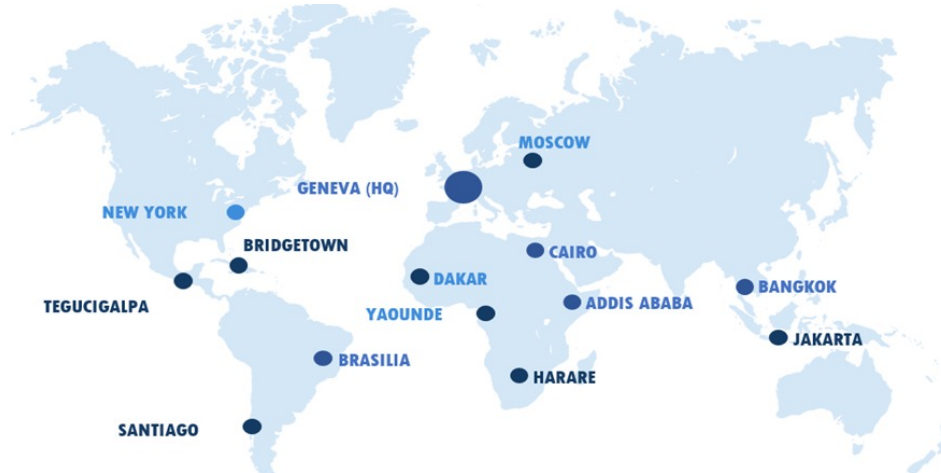 MOSCOW
GENEVA (HQ)
NEW YORK
BRIDGETOWN
CAIRO
DAKAR
BANGKOK
TEGUCIGALPA
ADDIS ABABA
YAOUNDE
JAKARTA
BRASILIA
HARARE
SANTIAGO